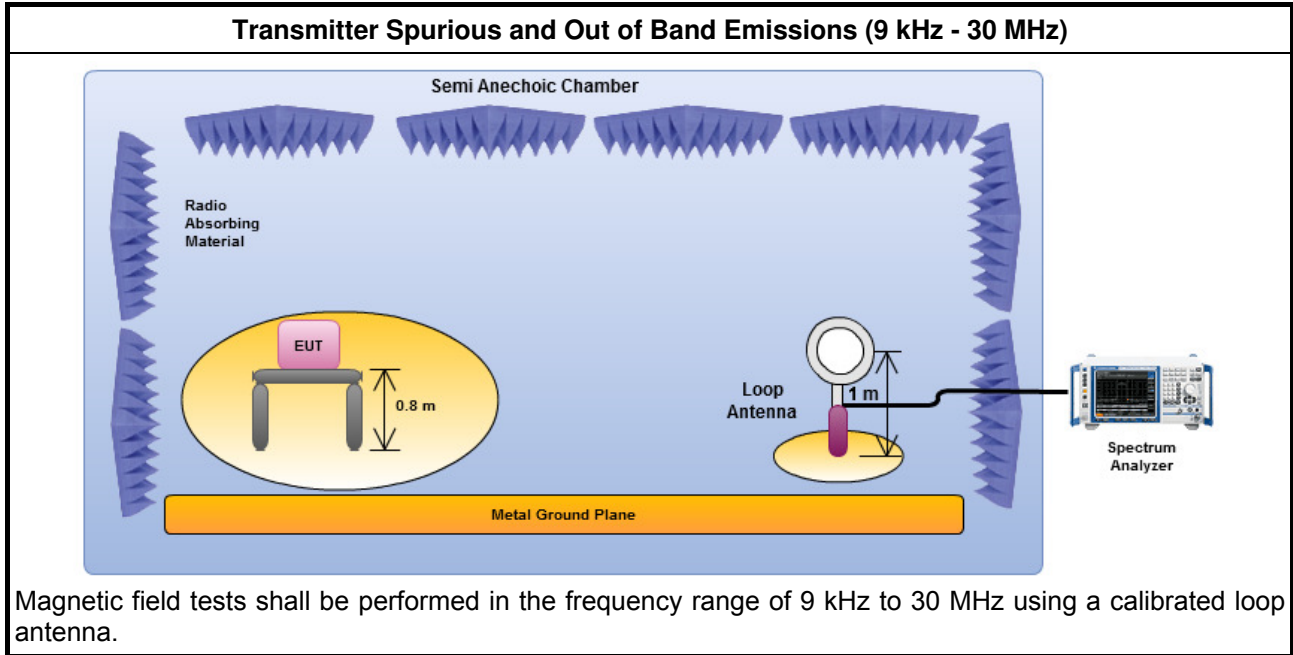 Transmitter Spurious and Out of Band Emissions (9 kHz - 30 MHz)
Semi Anechoic Chamber
Radio
Absorbing
Material
EUT
0.8 m
Loop
Antenna
1 m
Spectrum
Analyzer
Metal Ground Plane
Magnetic field tests shall be performed in the frequency range of 9 kHz to 30 MHz using a calibrated loop
antenna.